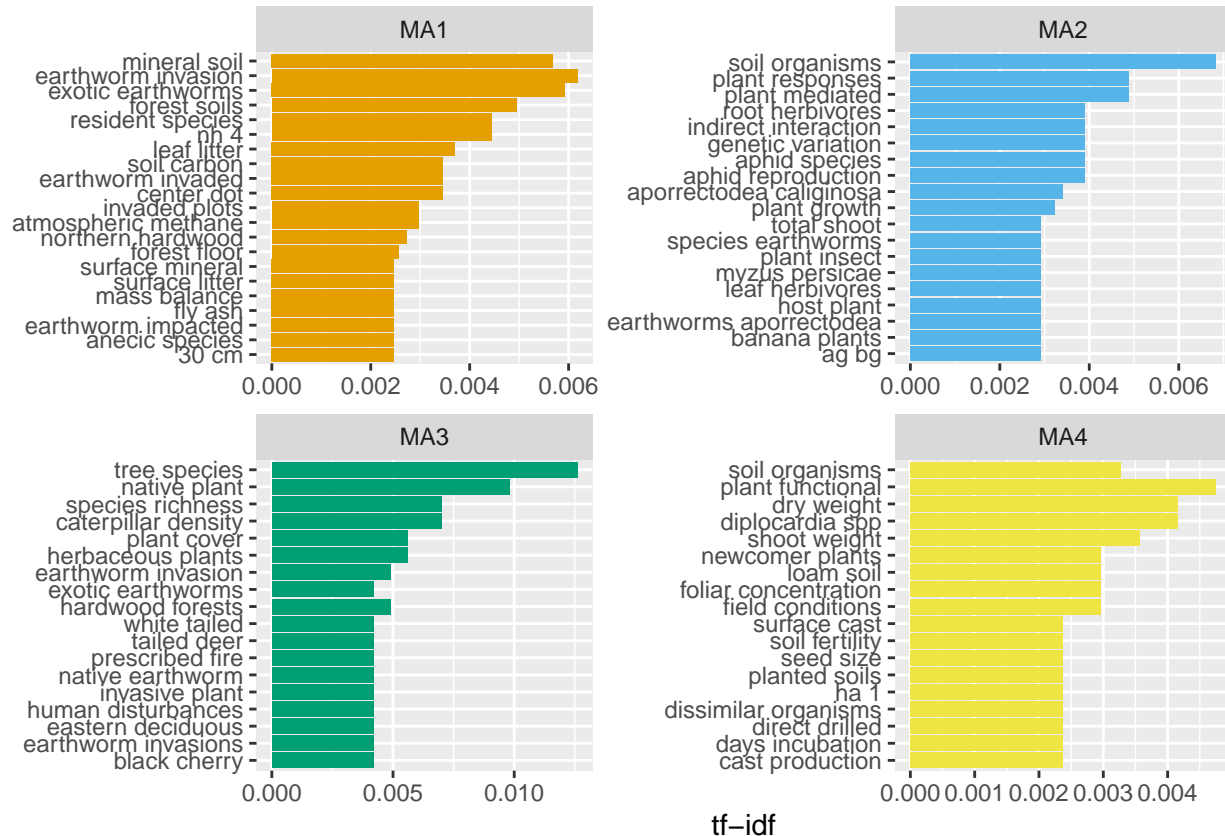 MA1
mineral soil
earthworm invasion
exotic earthworms
forest soils
resident species
nh 4
leaf litter
soil carbon
earthworm invaded
center dot
invaded plots
atmospheric methane
northern hardwood
forest floor
surface mineral
surface litter
mass balance
fly ash
earthworm impacted
anecic species
30 cm
0.000 0.002 0.004 0.006
MA2
soil organisms
plant responses
plant mediated
root herbivores
indirect interaction
genetic variation
aphid species
aphid reproduction
aporrectodea caliginosa
plant growth
total shoot
species earthworms
plant insect
myzus persicae
leaf herbivores
host plant
earthworms aporrectodea
banana plants
ag bg
0.000 0.002 0.004 0.006
MA3
tree species
native plant
species richness
caterpillar density
plant cover
herbaceous plants
earthworm invasion
exotic earthworms
hardwood forests
white tailed
tailed deer
prescribed fire
native earthworm
invasive plant
human disturbances
eastern deciduous
earthworm invasions
black cherry
0.000 0.005 0.010
MA4
soil organisms
plant functional
dry weight
diplocardia spp
shoot weight
newcomer plants
loam soil
foliar concentration
field conditions
surface cast
soil fertility
seed size
planted soils
ha 1
dissimilar organisms
direct drilled
days incubation
cast production
0.000 0.001 0.002 0.003 0.004
tf−idf